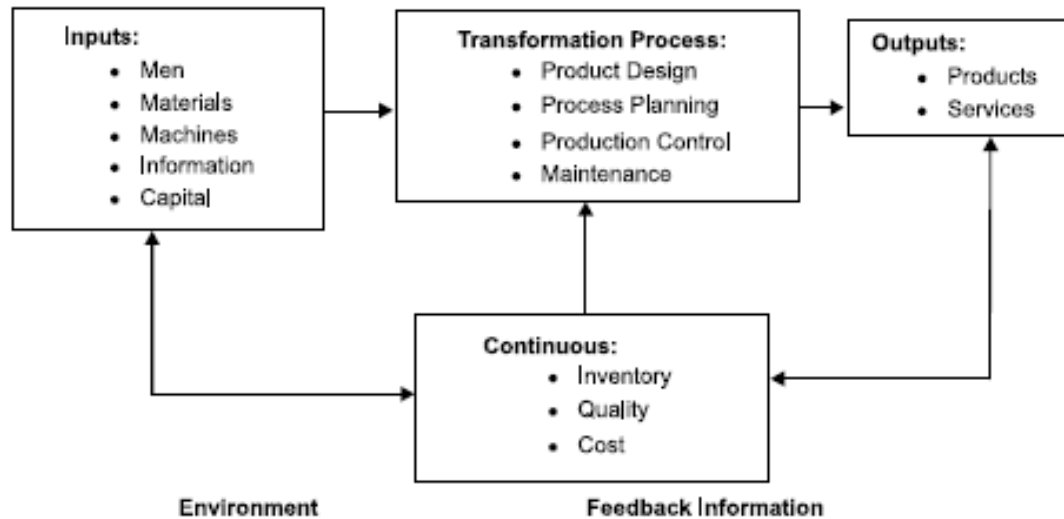 Inputs:
• Men
• Materials
• Machines
• Information
• Capital
Transformation Process:
• Product Design
• Process Planning
• Production Control
• Maintenance
Outputs:
• Products
• Services
Continuous:
• Inventory
• Quality
• Cost
Environment
Feedback Information